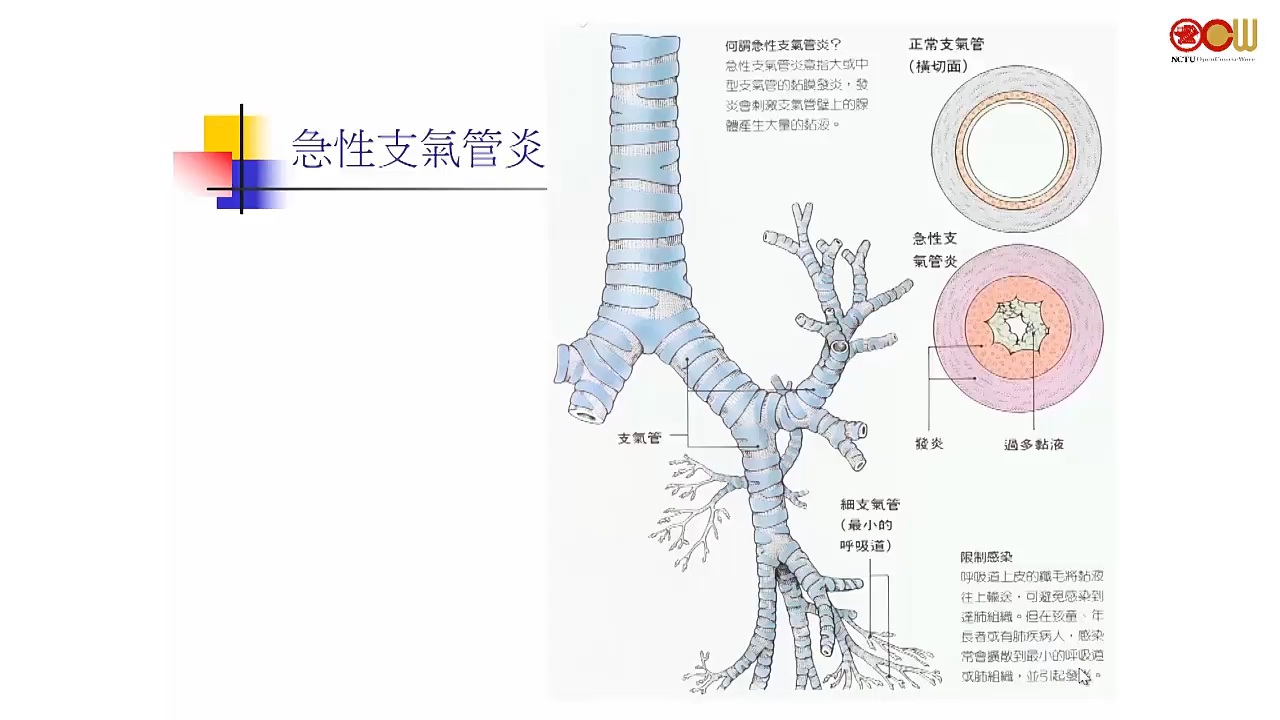 NCTU OpenCourseWare
急性支氣管炎
何謂急性支氣管炎？
急性支氣管炎意指大或中
型支氣管的黏膜發炎，發
炎會刺激支氣管壁上的腺
體產生大量的黏液。
正常支氣管
(橫切面)
急性支
氣管炎
發炎
過多黏液
支氣管
細支氣管
(最小的
呼吸道)
限制感染
呼吸道上皮的纖毛將黏液
往上輸送，可避免感染到
達肺組織。但在孩童、年
長者或有肺疾病人，感染
常會擴散到最小的呼吸道
或肺組織，並引起發炎。